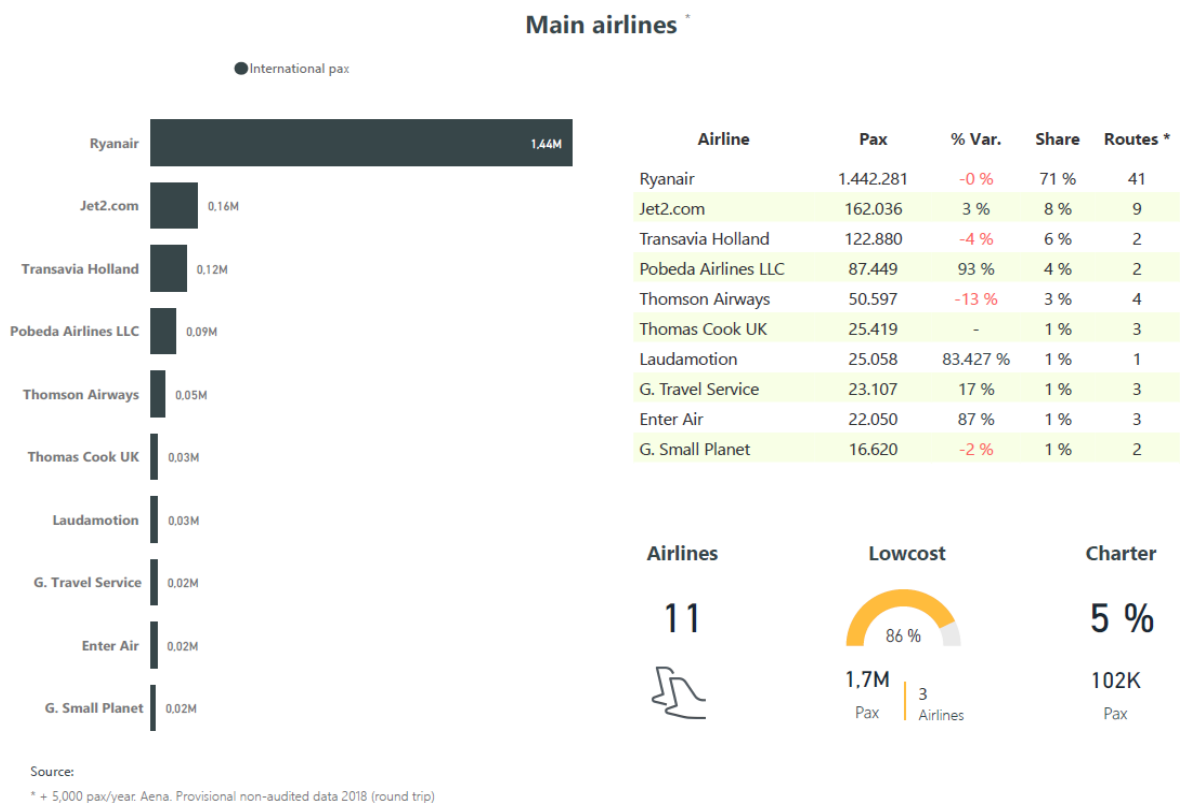 Main airlines *
International pax
Ryanair 1,44M
Jet2.com 0,16M
Transavia Holland 0,12M
Pobeda Airlines LLC 0,09M
Thomson Airways 0,05M
Thomas Cook UK 0,03M
Laudamotion 0,03M
G. Travel Service 0,02M
Enter Air 0,02M
G. Small Planet 0,02M
Airline Pax % Var. Share Routes *
Ryanair 1.442.281 -0 % 71 % 41
Jet2.com 162.036 3 % 8 % 9
Transavia Holland 122.880 -4 % 6 % 2
Pobeda Airlines LLC 87.449 93 % 4 % 2
Thomson Airways 50.597 -13 % 3 % 4
Thomas Cook UK 25.419 - 1 % 3
Laudamotion 25.058 83.427 % 1 % 1
G. Travel Service 23.107 17 % 1 % 3
Enter Air 22.050 87 % 1 % 3
G. Small Planet 16.620 -2 % 1 % 2
Airlines
11
Lowcost
86 %
1,7M
Pax
3
Airlines
Charter
5 %
102K
Pax
Source:
* + 5,000 pax/year. Aena. Provisional non-audited data 2018 (round trip)